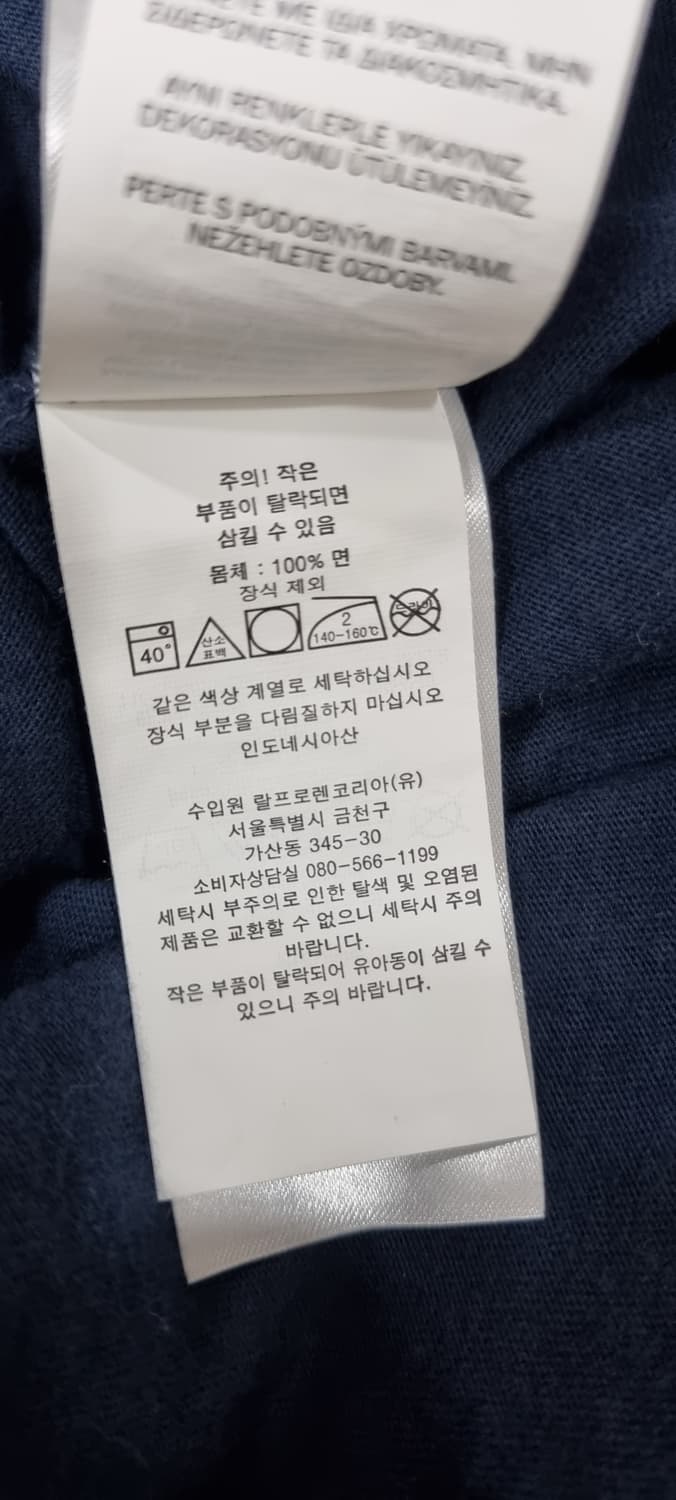 ΣΙΔΕΡΩΝΕΤΕ ΤΑ ΔΙΑΚΟΣΜΗΤΙΚΑ.
AYNI RENKLERLE YIKAYINIZ.
DEKORASYONU ÜTÜLEMEYİNİZ.
PERTE S PODOBNÝMI BARVAMI.
NEŽEHLETE OZDOBY.
주의! 작은
부품이 탈락되면
삼킬 수 있음
몸체 : 100% 면
장식 제외
40°
산소
표백
2
140-160℃
드라이
같은 색상 계열로 세탁하십시오
장식 부분을 다림질하지 마십시오
인도네시아산
수입원 랄프로렌코리아(유)
서울특별시 금천구
가산동 345-30
소비자상담실 080-566-1199
세탁시 부주의로 인한 탈색 및 오염된
제품은 교환할 수 없으니 세탁시 주의
바랍니다.
작은 부품이 탈락되어 유아동이 삼킬 수
있으니 주의 바랍니다.